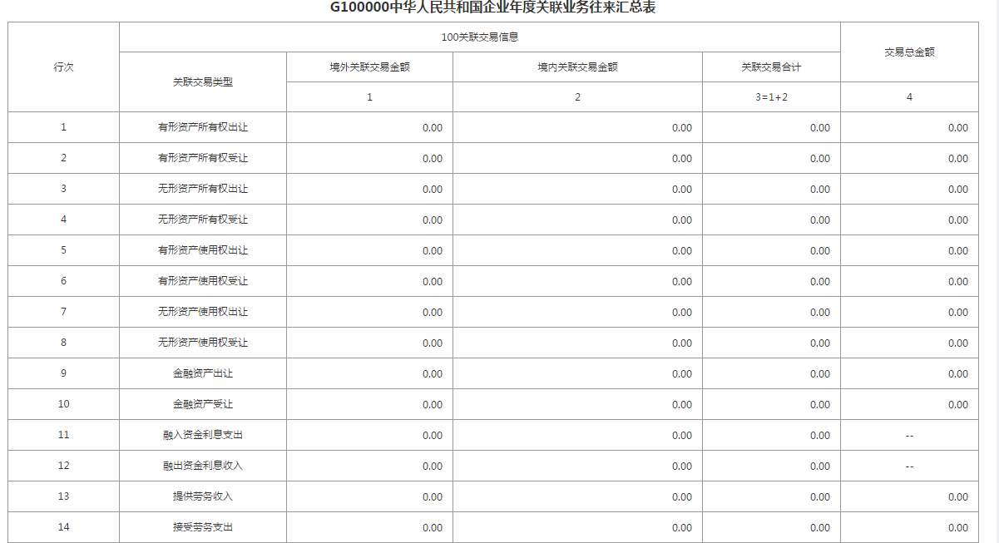 G100000中华人民共和国企业年度关联业务往来汇总表
行次 100关联交易信息 交易总金额
关联交易类型 境外关联交易金额 境内关联交易金额 关联交易合计
1 2 3=1+2 4
1 有形资产所有权出让 0.00 0.00 0.00 0.00
2 有形资产所有权受让 0.00 0.00 0.00 0.00
3 无形资产所有权出让 0.00 0.00 0.00 0.00
4 无形资产所有权受让 0.00 0.00 0.00 0.00
5 有形资产使用权出让 0.00 0.00 0.00 0.00
6 有形资产使用权受让 0.00 0.00 0.00 0.00
7 无形资产使用权出让 0.00 0.00 0.00 0.00
8 无形资产使用权受让 0.00 0.00 0.00 0.00
9 金融资产出让 0.00 0.00 0.00 0.00
10 金融资产受让 0.00 0.00 0.00 0.00
11 融入资金利息支出 0.00 0.00 0.00 --
12 融出资金利息收入 0.00 0.00 0.00 --
13 提供劳务收入 0.00 0.00 0.00 0.00
14 接受劳务支出 0.00 0.00 0.00 0.00